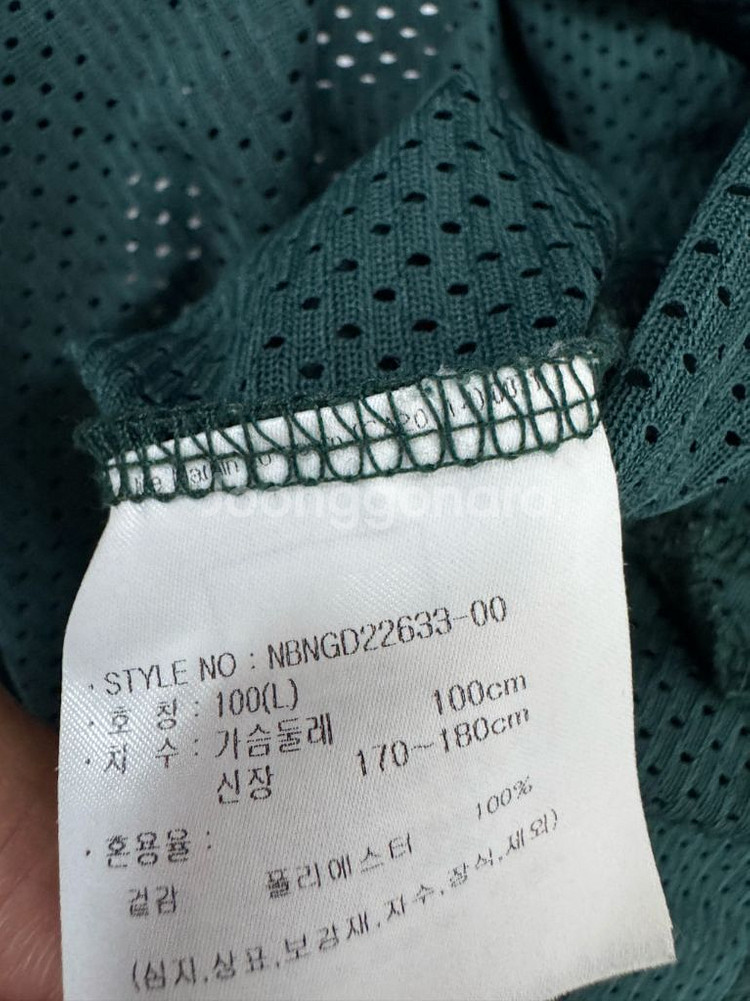 joonggonara
· STYLE NO : NBNGD22633-00
· 호 칭 : 100(L)
· 치 수 : 가슴둘레 100cm
신장 170~180cm
· 혼용율 :
겉감 폴리에스터 100%
(심지,상표,보강재,자수,장식,제외)